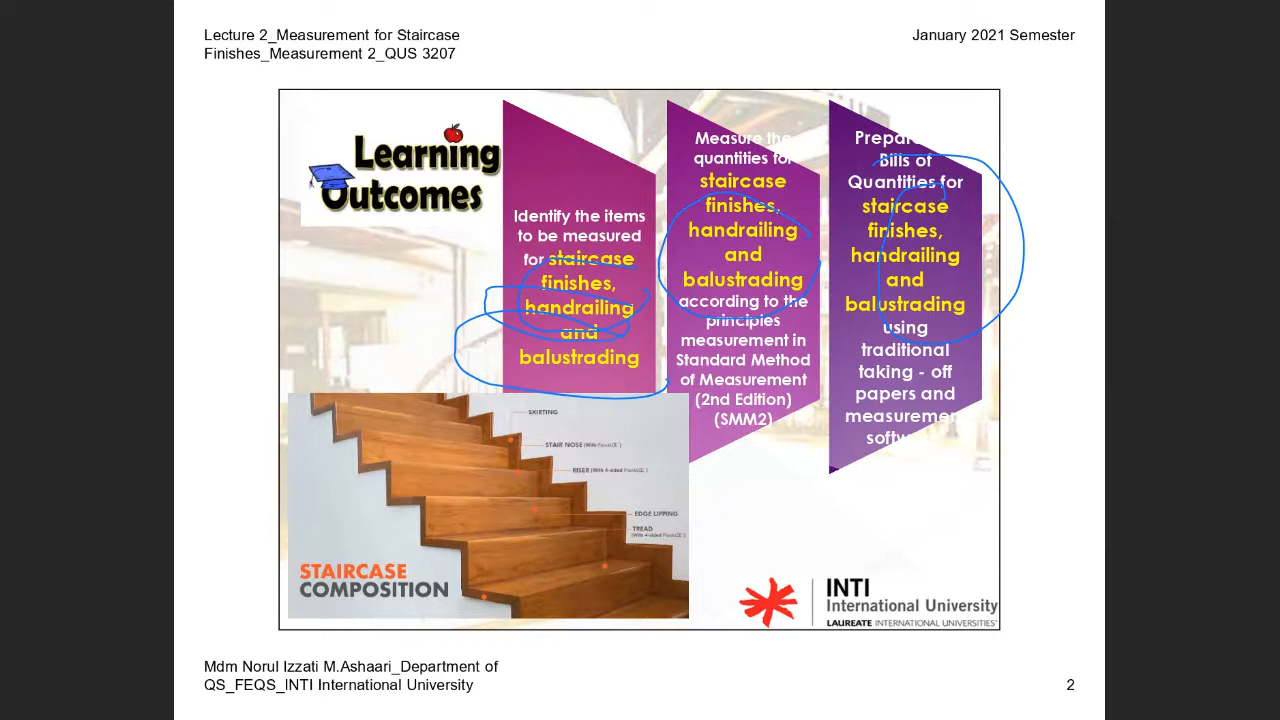 Lecture 2_Measurement for Staircase
Finishes_Measurement 2_QUS 3207
January 2021 Semester
Learning
Outcomes
Identify the items
to be measured
for staircase
finishes,
handrailing
and
balustrading
Measure the
quantities for
staircase
finishes,
handrailing
and
balustrading
according to the
principles
measurement in
Standard Method
of Measurement
(2nd Edition)
(SMM2)
Bills of
Quantities for
staircase
finishes,
handrailing
and
balustrading
using
traditional
taking - off
papers and
SKIRTING
STAIR NOSE
RISER
EDGE LIPPING
TREAD
STAIRCASE
COMPOSITION
INTI
International University
LAUREATE INTERNATIONAL UNIVERSITIES
Mdm Norul Izzati M.Ashaari_Department of
QS_FEQS_INTI International University
2